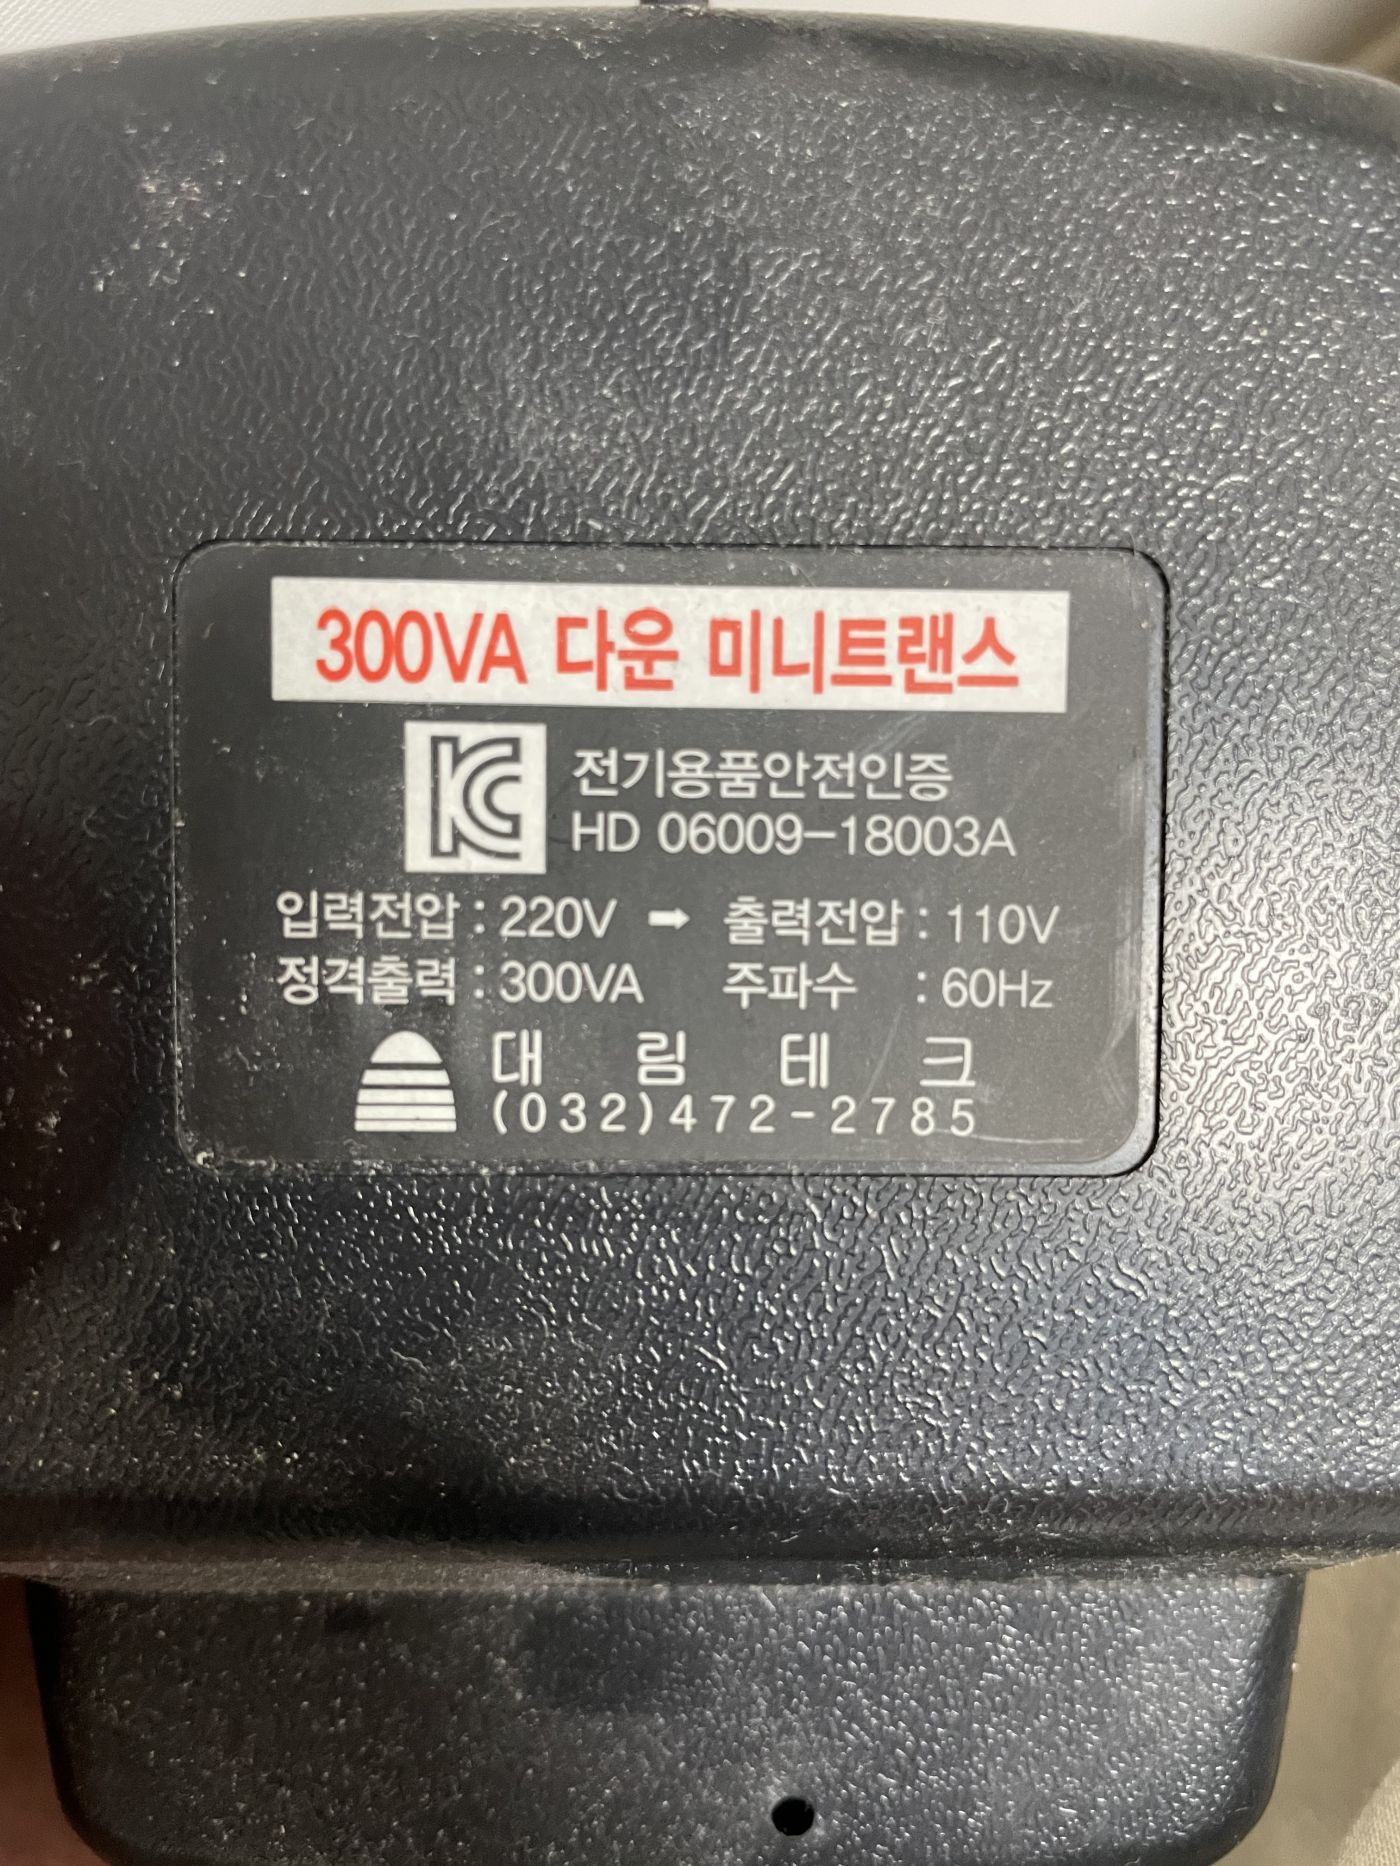 300VA 다운 미니트랜스
KC 전기용품안전인증
HD 06009-18003A
입력전압 : 220V ➡ 출력전압 : 110V
정격출력 : 300VA 주파수 : 60Hz
대 림 테 크
(032)472-2785